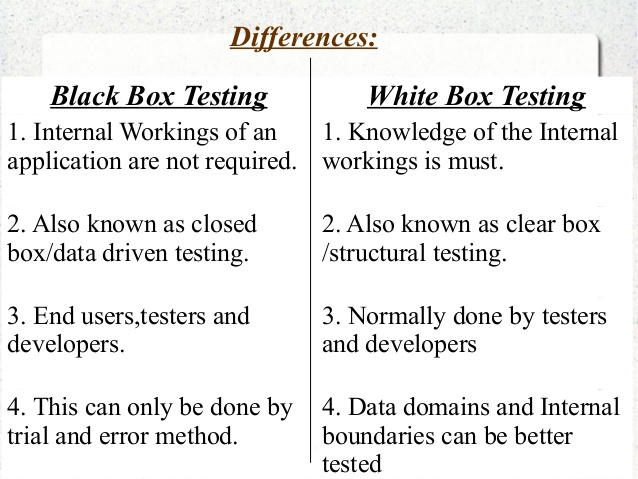 Differences:
Black Box Testing
1. Internal Workings of an
application are not required.
2. Also known as closed
box/data driven testing.
3. End users,testers and
developers.
4. This can only be done by
trial and error method.
White Box Testing
1. Knowledge of the Internal
workings is must.
2. Also known as clear box
/structural testing.
3. Normally done by testers
and developers
4. Data domains and Internal
boundaries can be better
tested